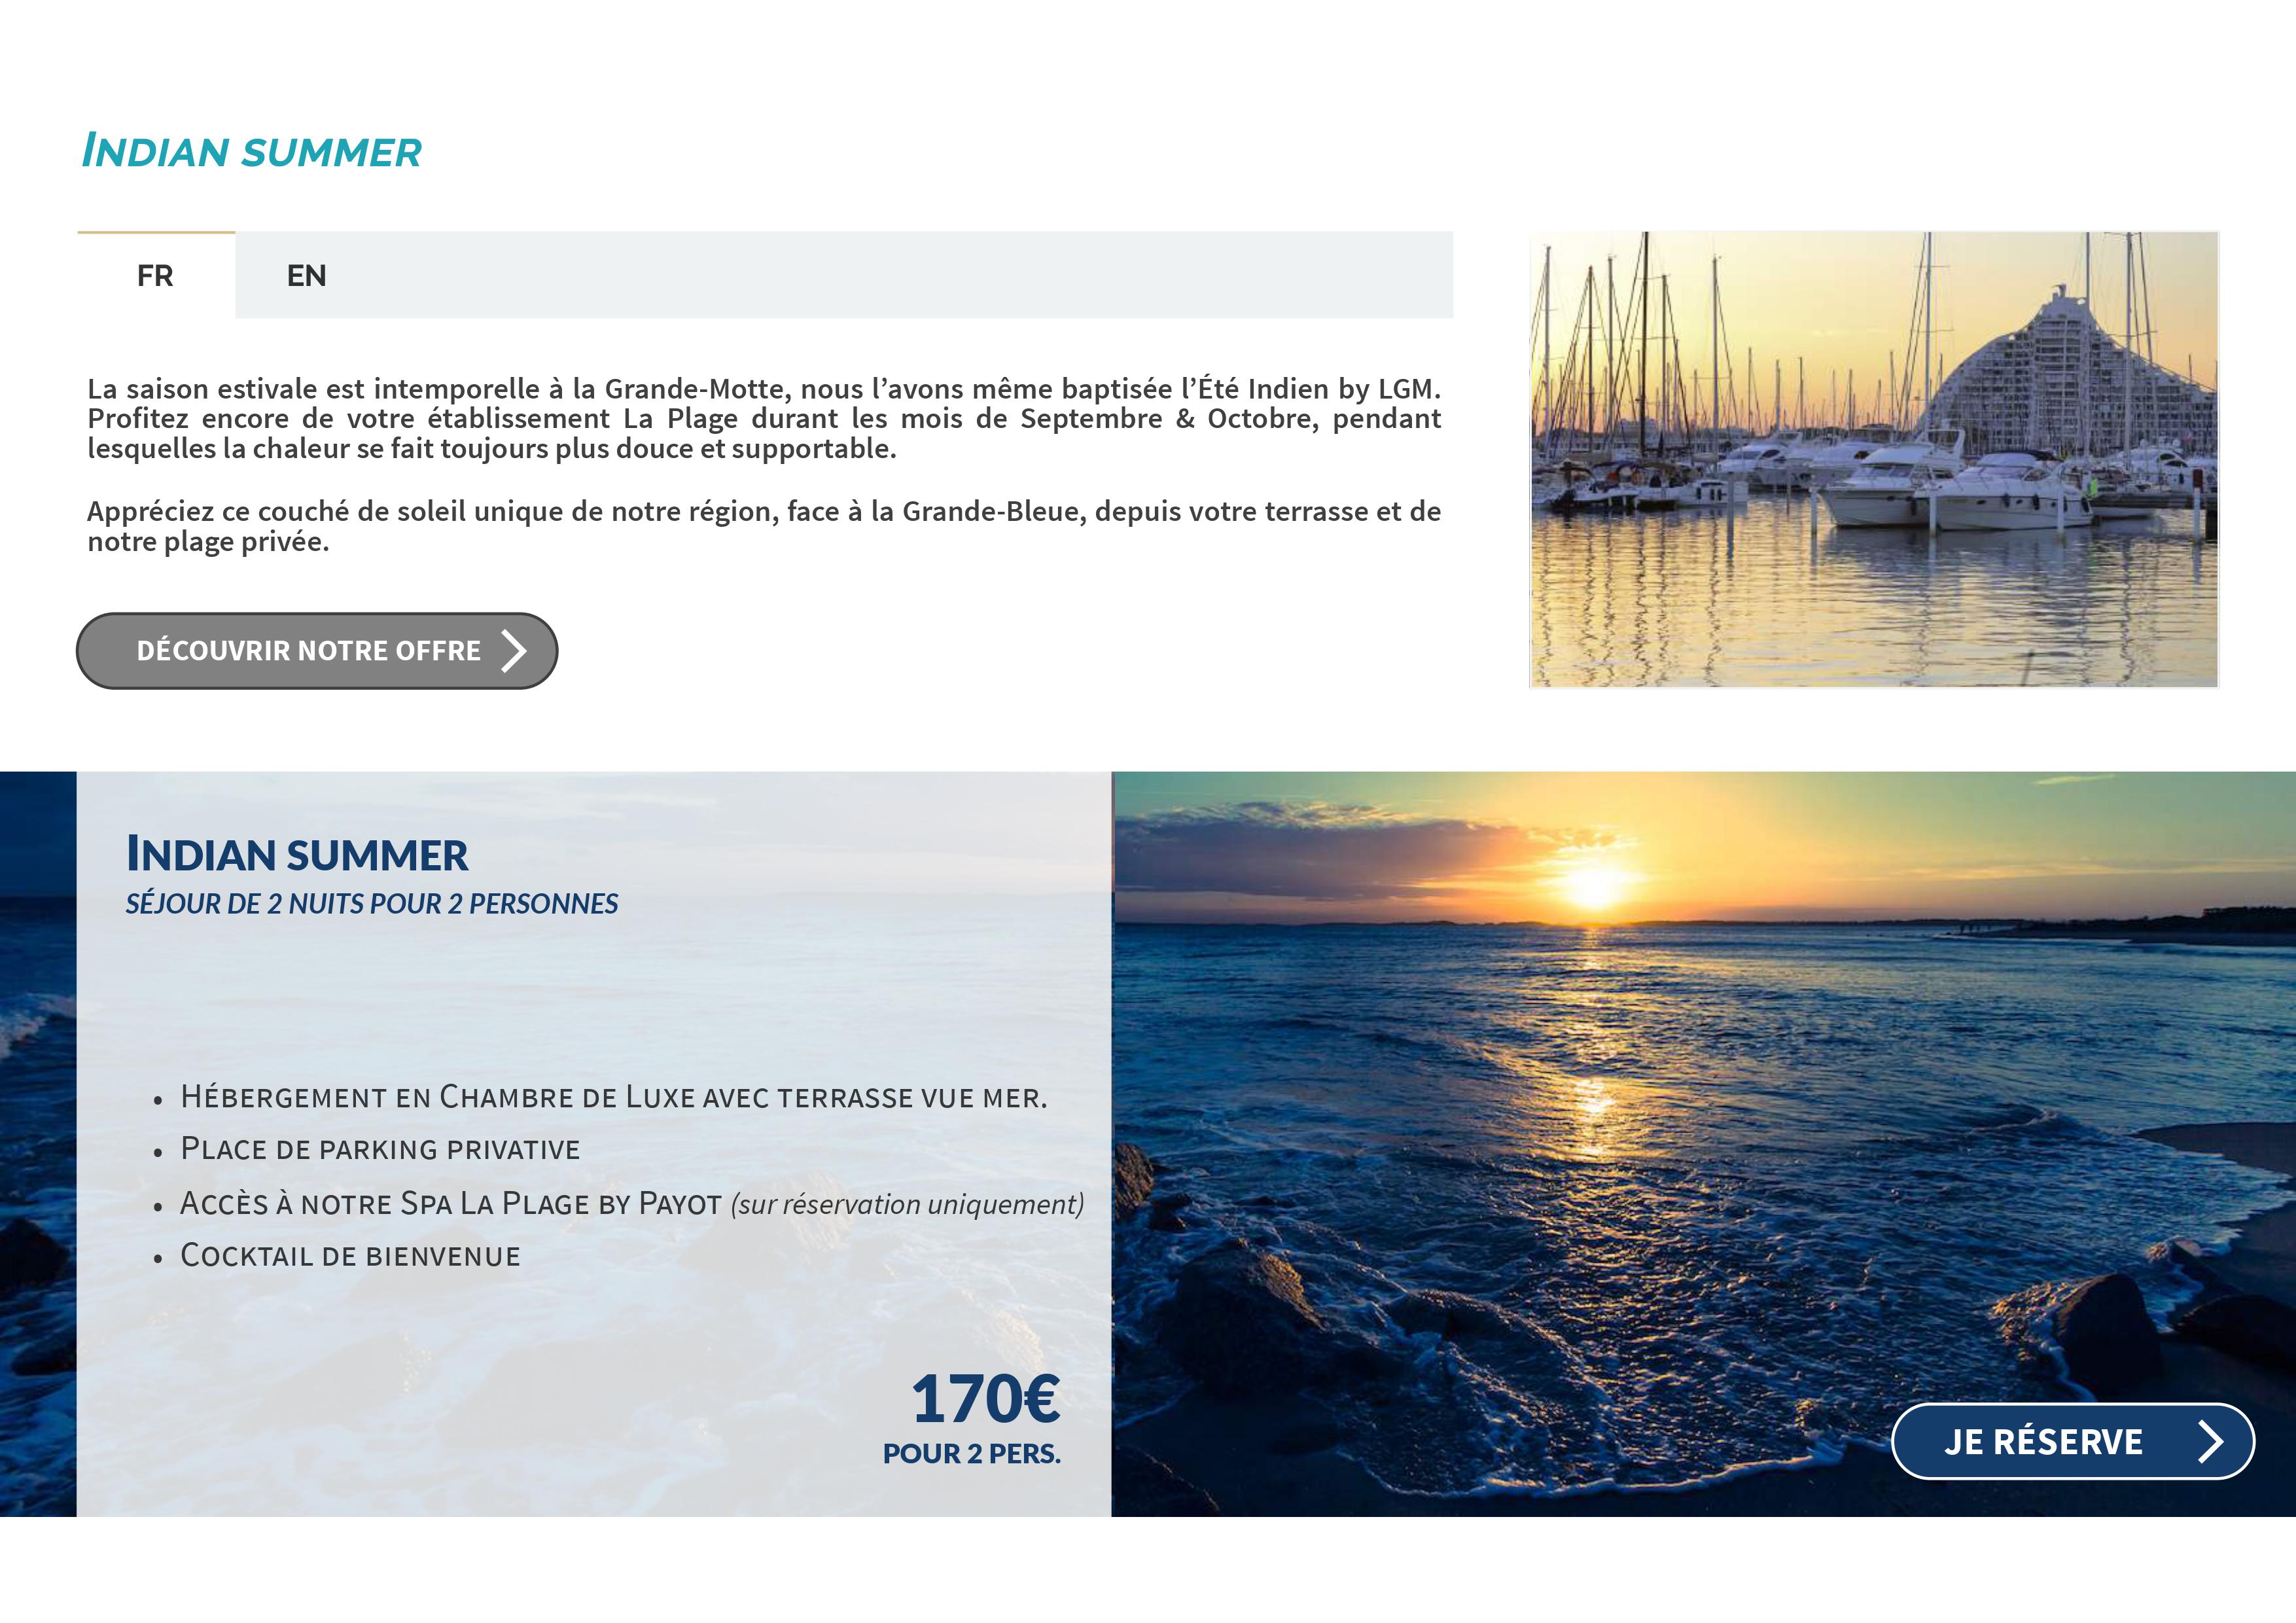 Indian summer
FR
EN
La saison estivale est intemporelle à la Grande-Motte, nous l’avons même baptisée l’Été Indien by LGM.
Profitez encore de votre établissement La Plage durant les mois de Septembre & Octobre, pendant
lesquelles la chaleur se fait toujours plus douce et supportable.
Appréciez ce couché de soleil unique de notre région, face à la Grande-Bleue, depuis votre terrasse et de
notre plage privée.
DÉCOUVRIR NOTRE OFFRE
Indian summer
SÉJOUR DE 2 NUITS POUR 2 PERSONNES
• Hébergement en Chambre de Luxe avec terrasse vue mer.
• Place de parking privative
• Accès à notre Spa La Plage by Payot (sur réservation uniquement)
• Cocktail de bienvenue
170€
POUR 2 PERS.
JE RÉSERVE